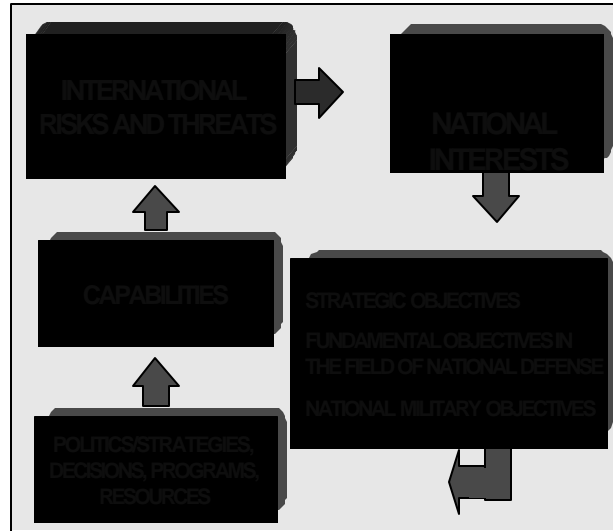 INTERNATIONAL
RISKS AND THREATS
NATIONAL
INTERESTS
CAPABILITIES
STRATEGIC OBJECTIVES
FUNDAMENTAL OBJECTIVES IN
THE FIELD OF NATIONAL DEFENSE
NATIONAL MILITARY OBJECTIVES
POLITICS/STRATEGIES,
DECISIONS, PROGRAMS,
RESOURCES